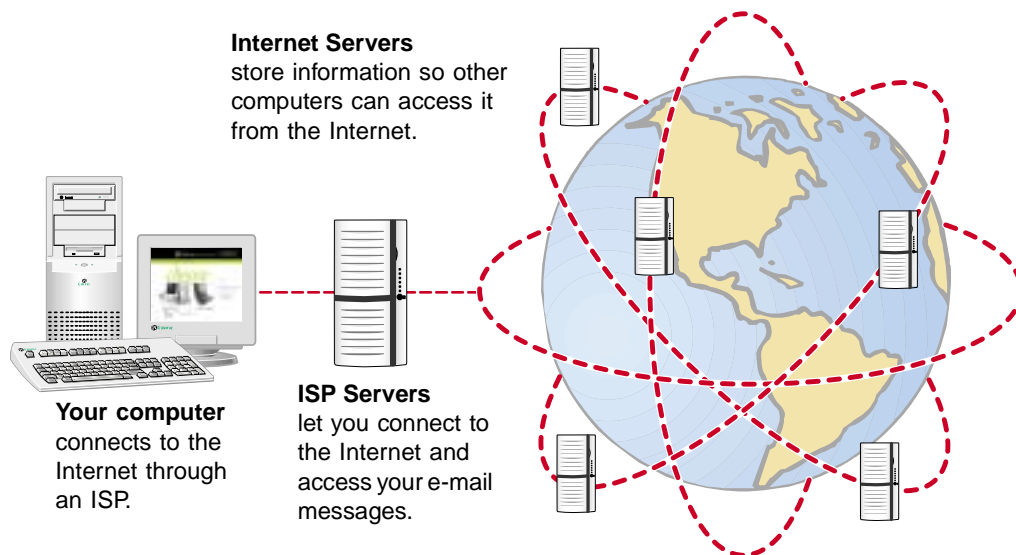 Internet Servers
store information so other
computers can access it
from the Internet.
Your computer
connects to the
Internet through
an ISP.
ISP Servers
let you connect to
the Internet and
access your e-mail
messages.